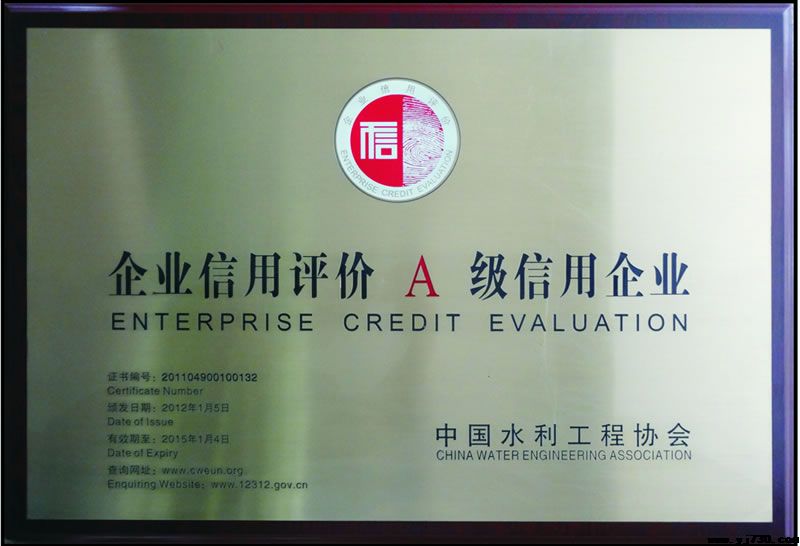 企业信用评价
信
ENTERPRISE CREDIT EVALUATION
企业信用评价 A 级信用企业
ENTERPRISE CREDIT EVALUATION
证书编号：201104900100132
Certificate Number
颁发日期：2012年1月5日
Date of Issue
有效期至：2015年1月4日
Date of Expiry
查询网址：www.cweun.org
Enquiring Website：www.12312.gov.cn
中国水利工程协会
CHINA WATER ENGINEERING ASSOCIATION
www.yj730.com